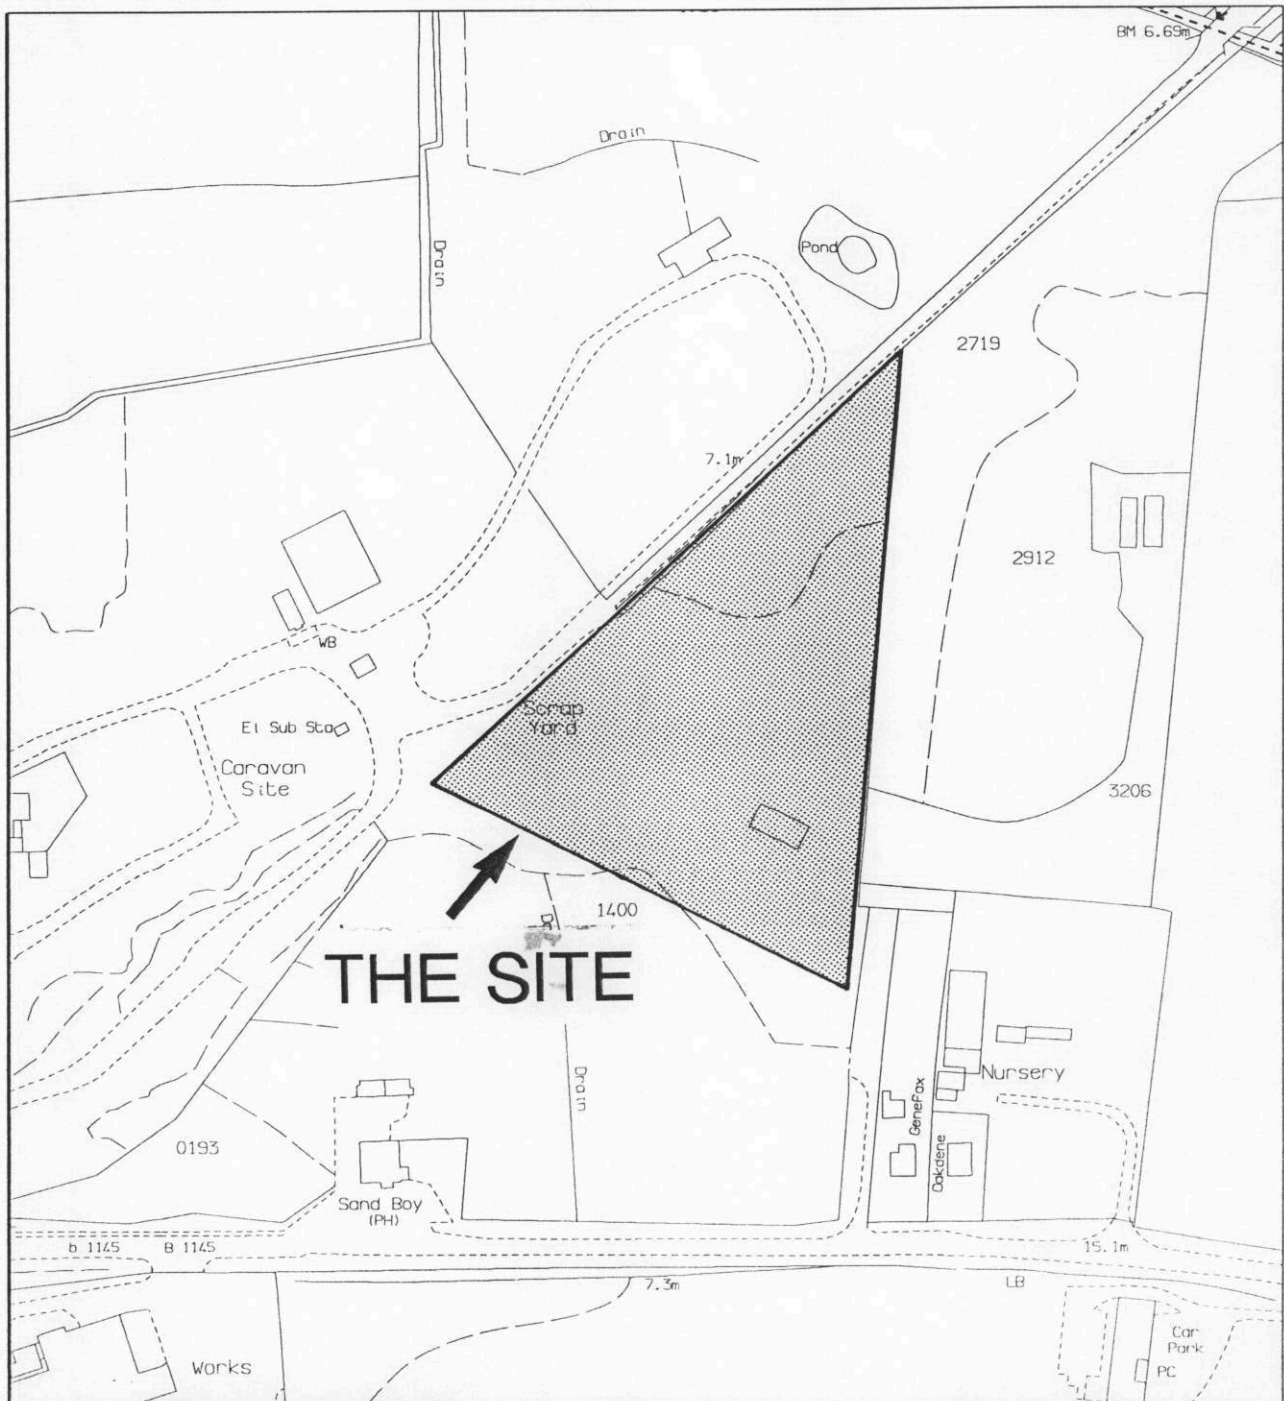 BM 6.69m
Drain
Drain
Pond
2719
7.1m
2912
WB
El Sub Sta
Caravan
Site
Scrap
Yard
3206
1400
THE SITE
Drain
Nursery
GeneFax
Oakdene
0193
Sand Boy
(PH)
b 1145
B 1145
15.1m
7.3m
LB
Works
Car
Park
PC